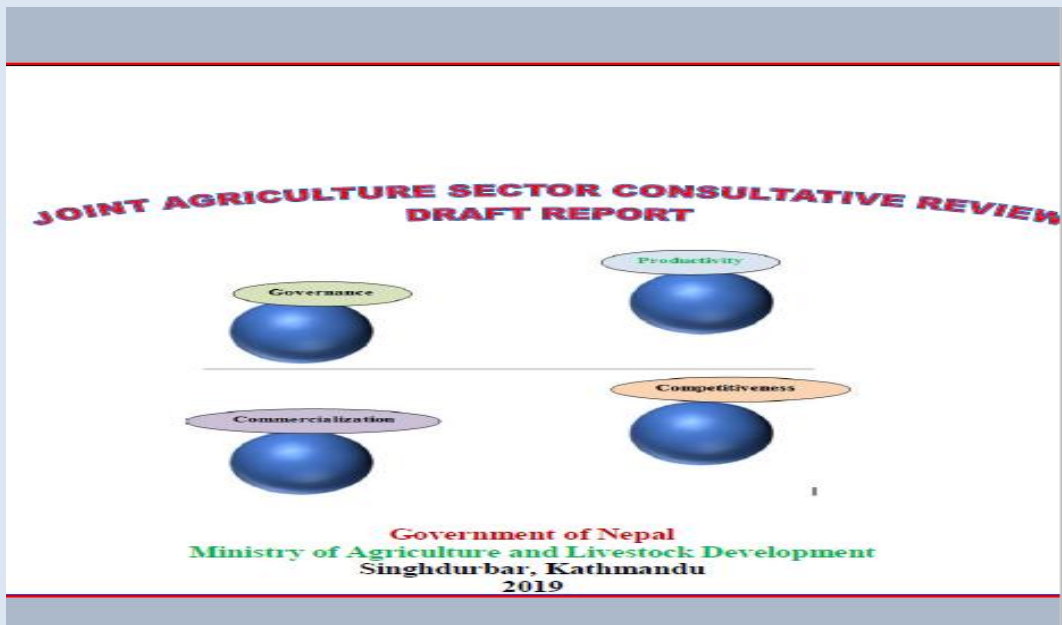 JOINT AGRICULTURE SECTOR CONSULTATIVE REVIEW
DRAFT REPORT
Productivity
Governance
Competitiveness
Commercialization
Government of Nepal
Ministry of Agriculture and Livestock Development
Singhdurbar, Kathmandu
2019